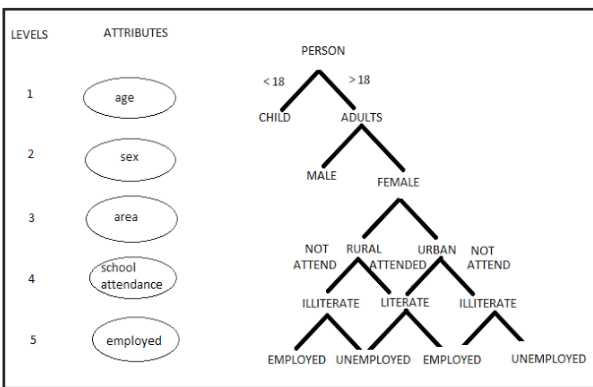 LEVELS ATTRIBUTES
PERSON
< 18 > 18
1 age
CHILD ADULTS
2 sex
MALE FEMALE
3 area
NOT ATTEND RURAL ATTENDED URBAN NOT ATTEND
4 school attendance
ILLITERATE LITERATE ILLITERATE
5 employed
EMPLOYED UNEMPLOYED EMPLOYED UNEMPLOYED